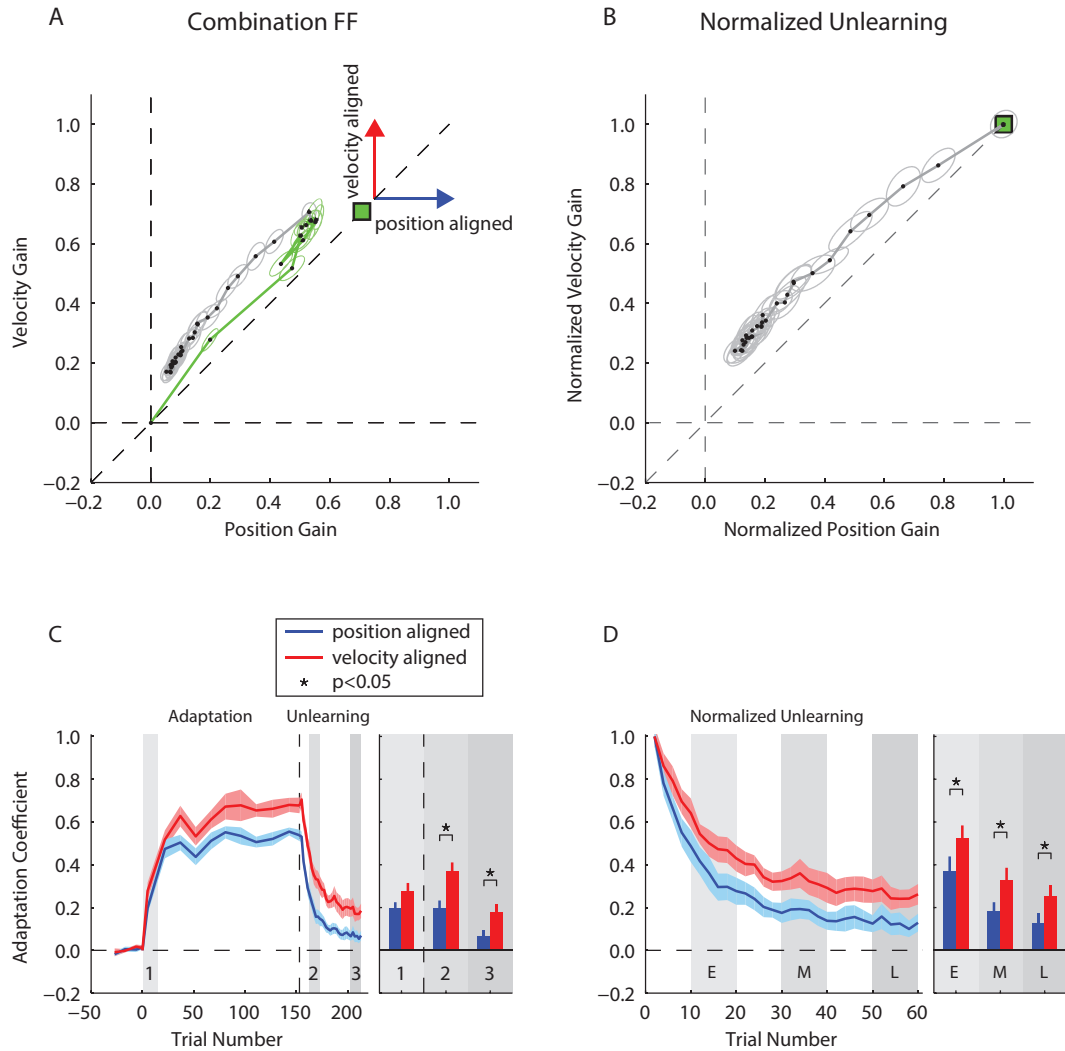 A
Combination FF
B
Normalized Unlearning
velocity aligned
position aligned
Velocity Gain
1.0
0.8
0.6
0.4
0.2
0.0
−0.2
−0.2
0.0
0.2
0.4
0.6
0.8
1.0
Position Gain
Normalized Velocity Gain
1.0
0.8
0.6
0.4
0.2
0.0
−0.2
−0.2
0.0
0.2
0.4
0.6
0.8
1.0
Normalized Position Gain
C
position aligned
velocity aligned
* p<0.05
Adaptation
Unlearning
Adaptation Coefficient
1.0
0.8
0.6
0.4
0.2
0.0
−0.2
* *
1
2
3
1
2
3
−50
0
50
100
150
200
Trial Number
D
Normalized Unlearning
1.0
0.8
0.6
0.4
0.2
0.0
−0.2
* * *
E
M
L
E
M
L
0
10
20
30
40
50
60
Trial Number